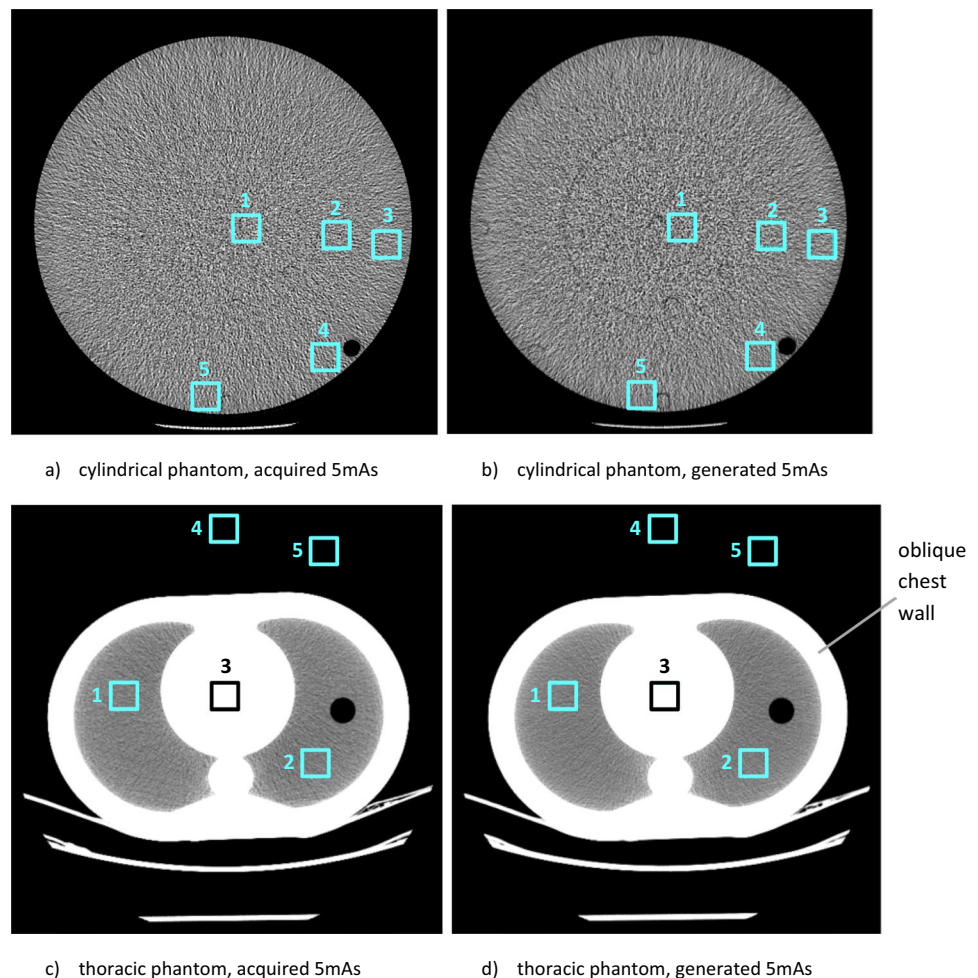 1
2
3
4
5
1
2
3
4
5
a) cylindrical phantom, acquired 5mAs
b) cylindrical phantom, generated 5mAs
4
5
3
1
2
4
5
3
1
2
oblique
chest
wall
c) thoracic phantom, acquired 5mAs
d) thoracic phantom, generated 5mAs